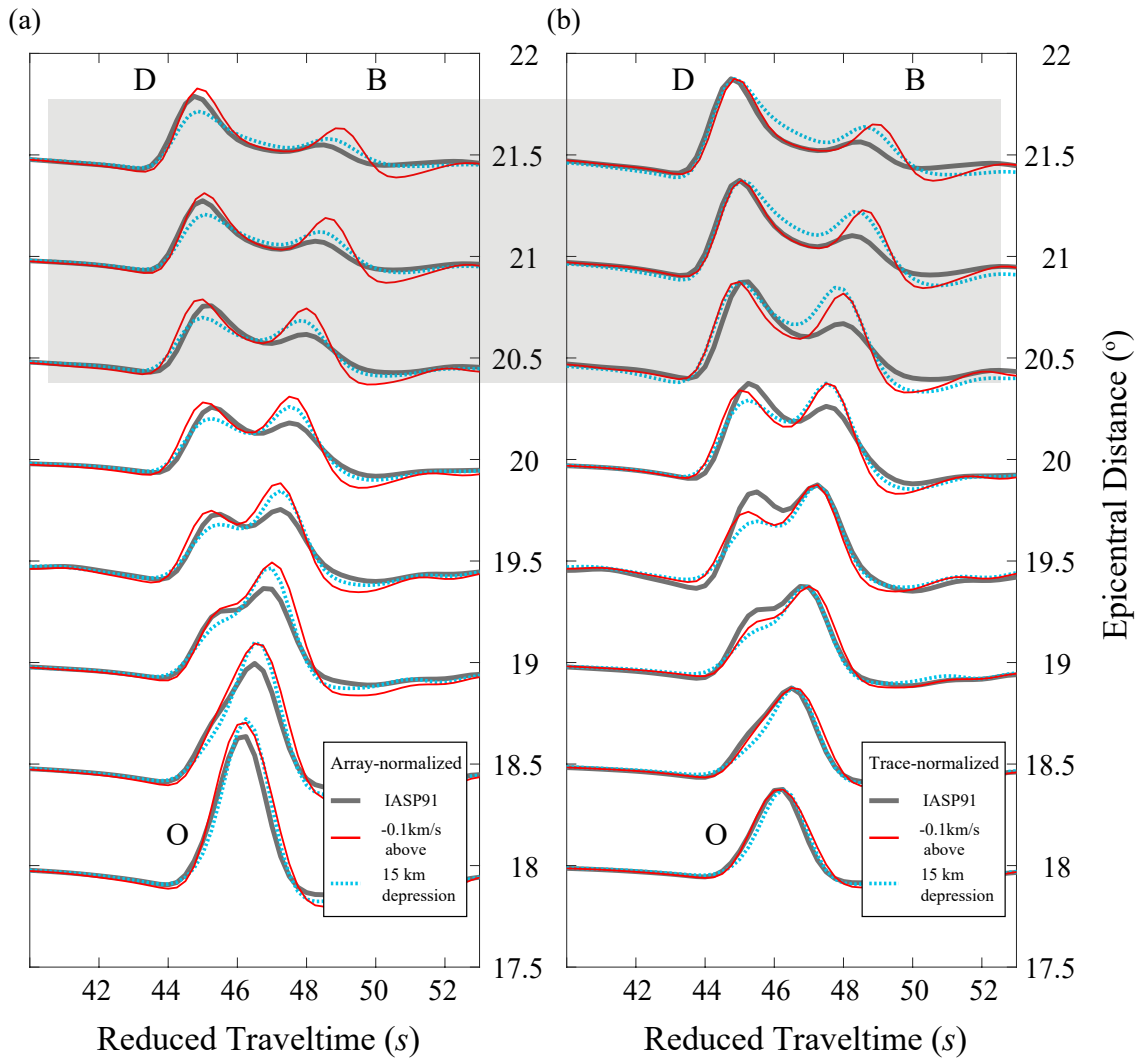 (a)
(b)
D
B
D
B
22
22
21.5
21.5
21
21
20.5
20.5
20
20
19.5
19.5
19
19
18.5
18.5
18
18
17.5
17.5
O
O
Array-normalized
IASP91
-0.1km/s
above
15 km
depression
Trace-normalized
IASP91
-0.1km/s
above
15 km
depression
42 44 46 48 50 52
42 44 46 48 50 52
Reduced Traveltime (s)
Reduced Traveltime (s)
Epicentral Distance (°)